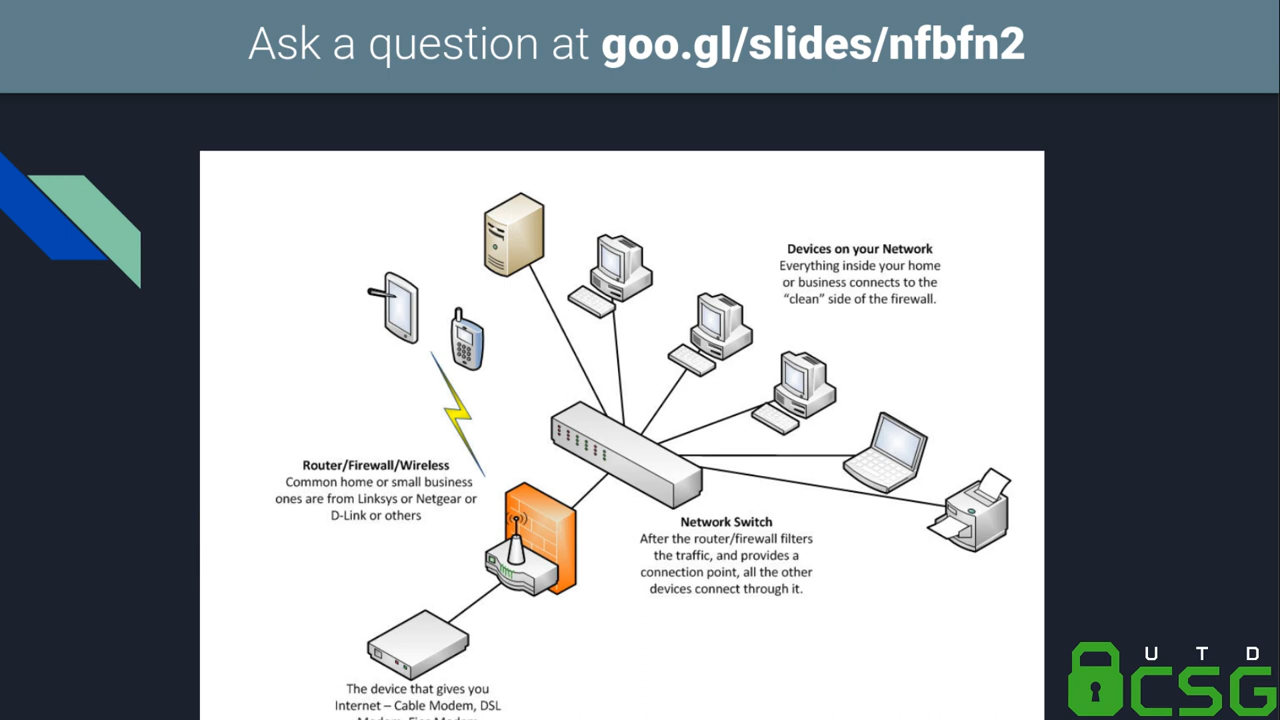 Ask a question at goo.gl/slides/nfbfn2
Devices on your Network
Everything inside your home
or business connects to the
“clean” side of the firewall.
Router/Firewall/Wireless
Common home or small business
ones are from Linksys or Netgear or
D-Link or others
Network Switch
After the router/firewall filters
the traffic, and provides a
connection point, all the other
devices connect through it.
The device that gives you
Internet – Cable Modem, DSL
UTD
CSG